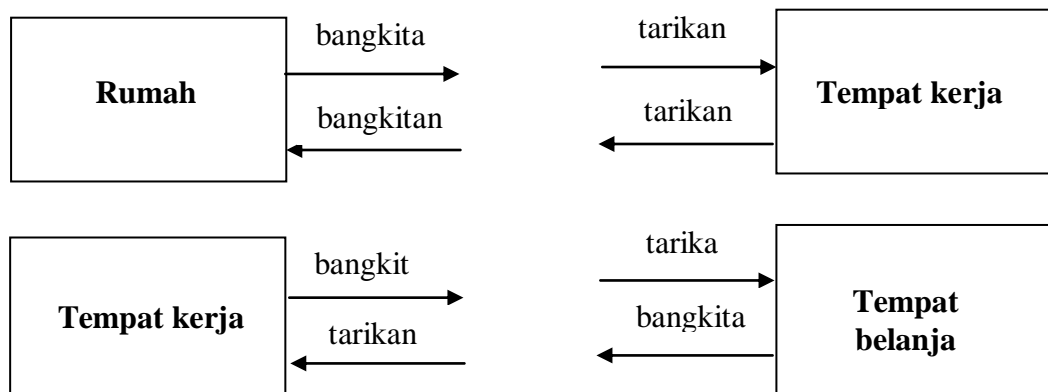 bangkita
tarikan
Rumah
Tempat kerja
bangkitan
tarikan
bangkit
tarika
Tempat kerja
Tempat
belanja
tarikan
bangkita